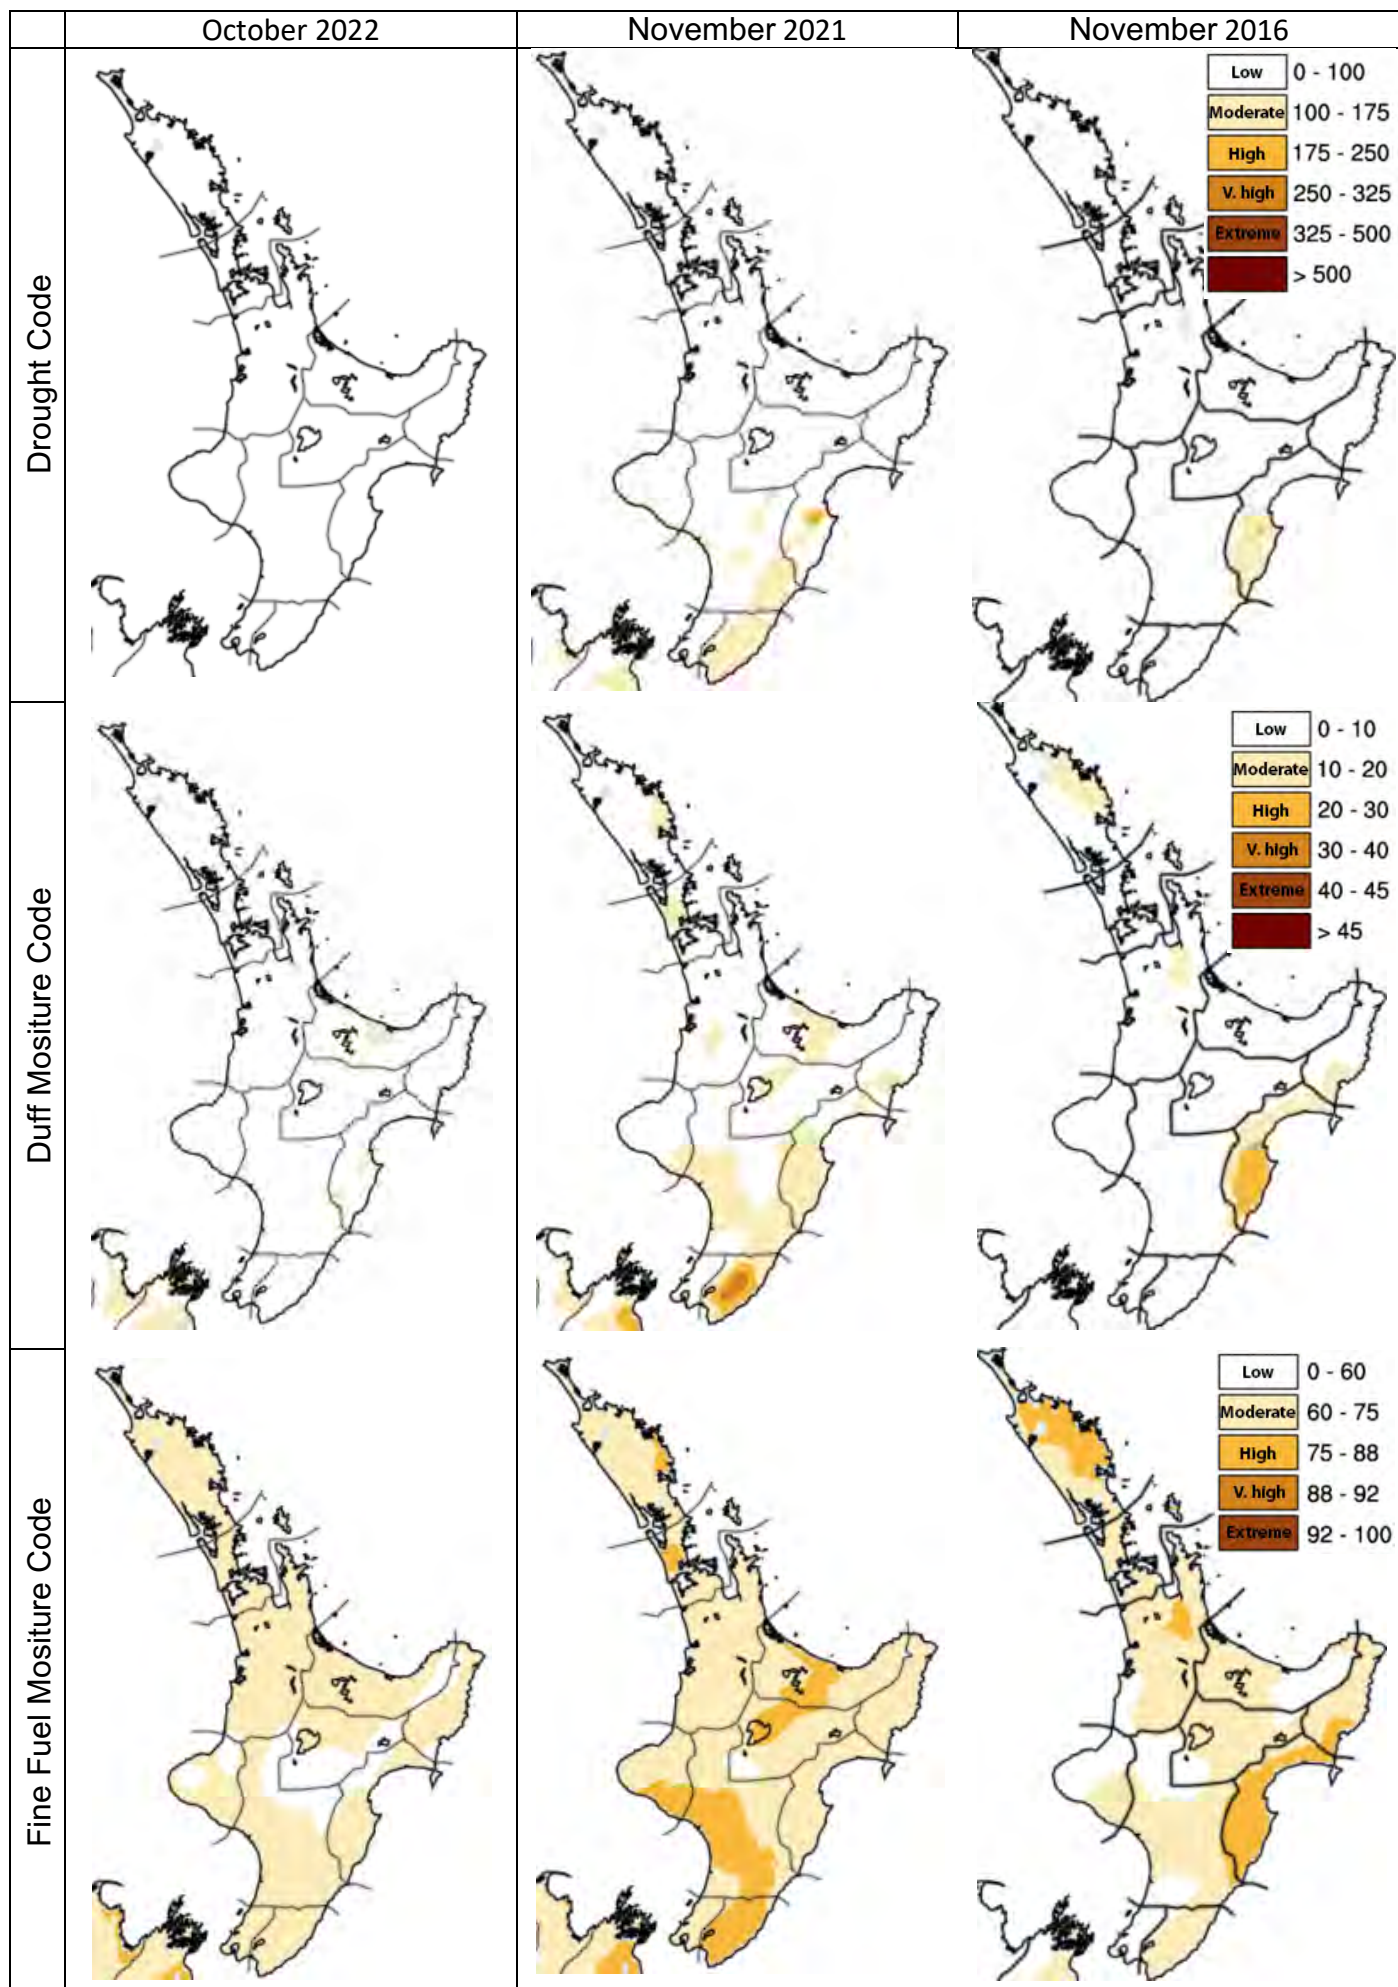 October 2022
November 2021
November 2016
Drought Code
Low 0 - 100
Moderate 100 - 175
High 175 - 250
V. high 250 - 325
Extreme 325 - 500
> 500
Duff Mositure Code
Low 0 - 10
Moderate 10 - 20
High 20 - 30
V. high 30 - 40
Extreme 40 - 45
> 45
Fine Fuel Mositure Code
Low 0 - 60
Moderate 60 - 75
High 75 - 88
V. high 88 - 92
Extreme 92 - 100